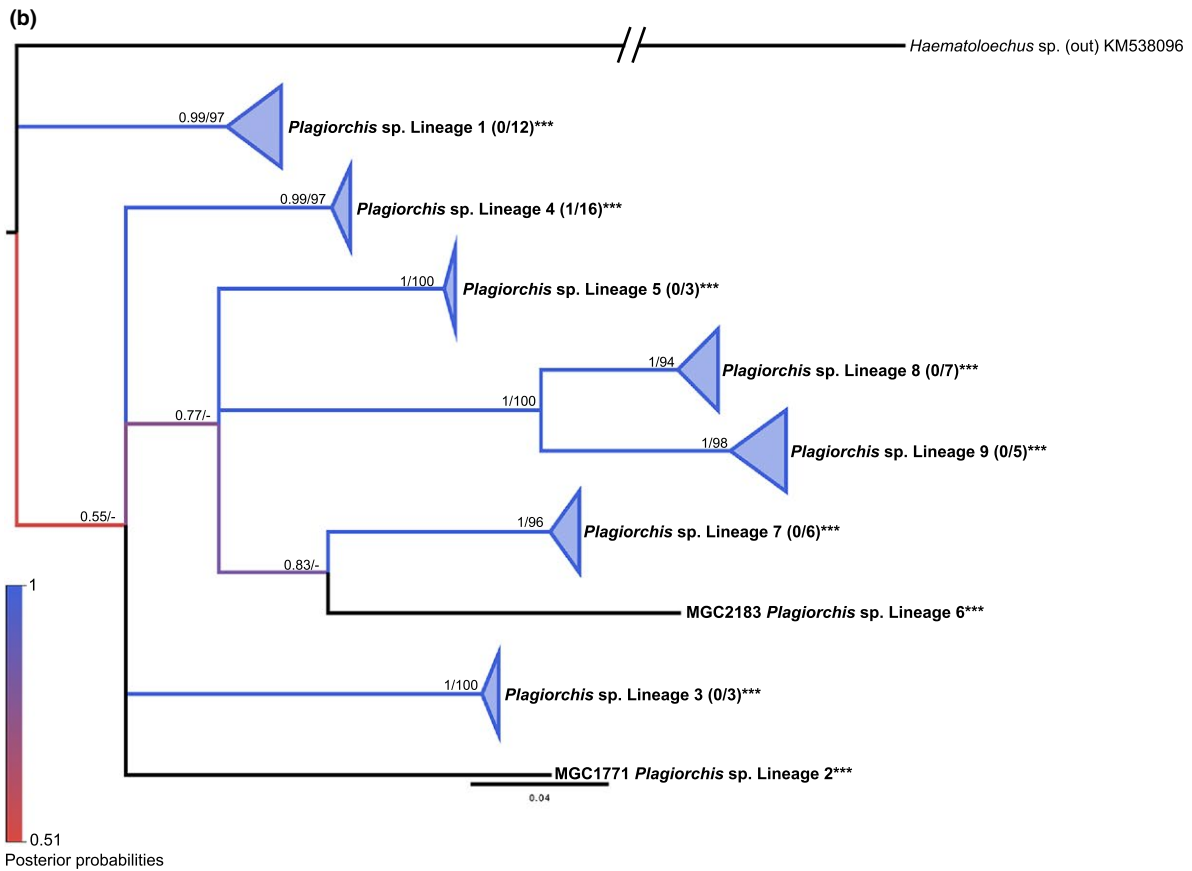 (b)
Haematoloechus sp. (out) KM538096
0.99/97
Plagiorchis sp. Lineage 1 (0/12)***
0.99/97
Plagiorchis sp. Lineage 4 (1/16)***
1/100
Plagiorchis sp. Lineage 5 (0/3)***
1/94
Plagiorchis sp. Lineage 8 (0/7)***
1/100
0.77/-
1/98
Plagiorchis sp. Lineage 9 (0/5)***
0.55/-
1/96
Plagiorchis sp. Lineage 7 (0/6)***
0.83/-
MGC2183 Plagiorchis sp. Lineage 6***
1/100
Plagiorchis sp. Lineage 3 (0/3)***
MGC1771 Plagiorchis sp. Lineage 2***
0.04
1
0.51
Posterior probabilities